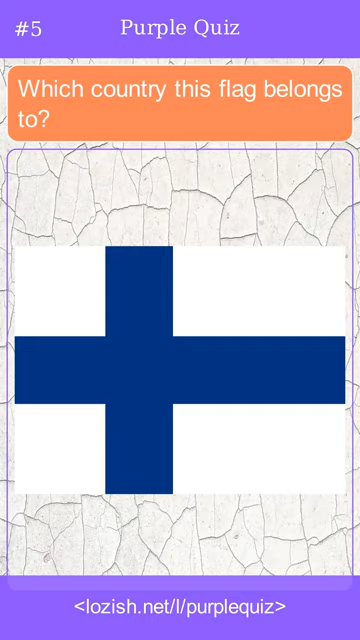 #5
Purple Quiz
Which country this flag belongs
to?
<lozish.net/l/purplequiz>